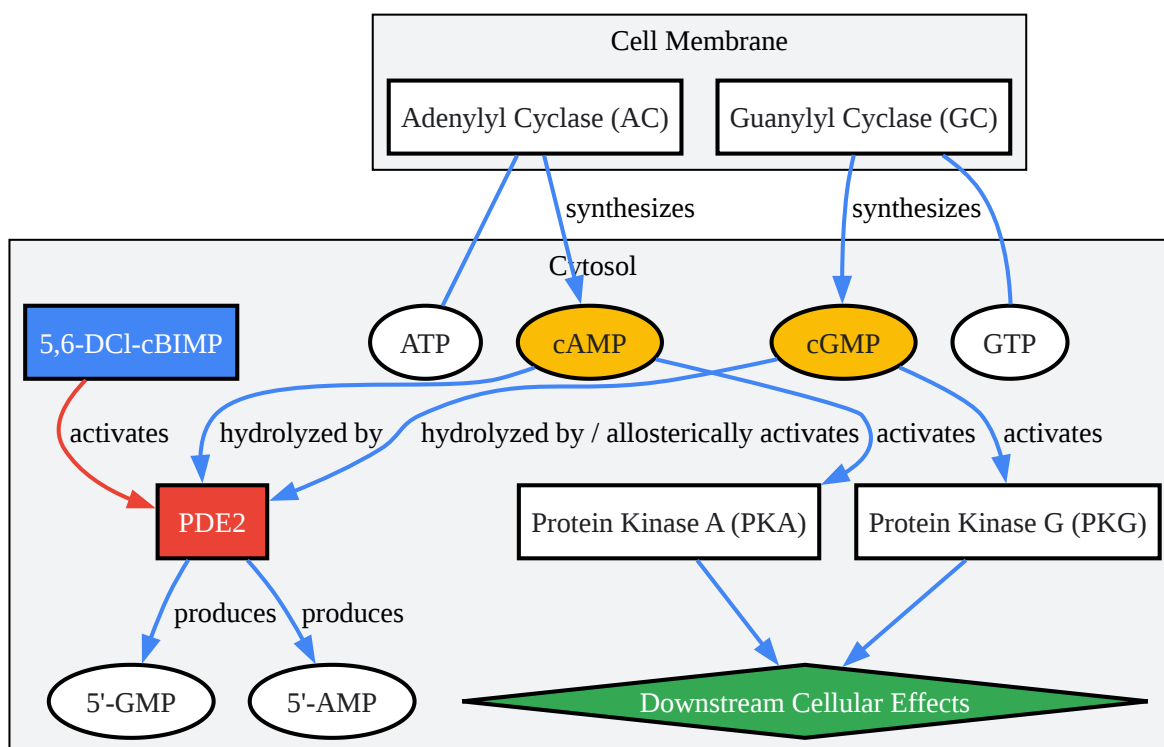 Cell Membrane
Adenylyl Cyclase (AC)
Guanylyl Cyclase (GC)
synthesizes
synthesizes
Cytosol
5,6-DCl-cBIMP
ATP
cAMP
cGMP
GTP
activates
hydrolyzed by
hydrolyzed by / allosterically activates
activates
activates
PDE2
Protein Kinase A (PKA)
Protein Kinase G (PKG)
produces
produces
5'-GMP
5'-AMP
Downstream Cellular Effects